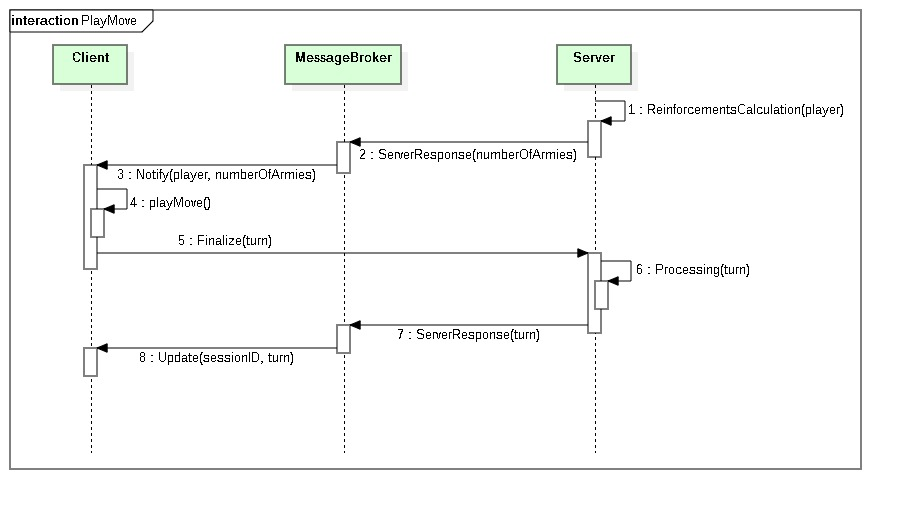 interaction PlayMove
Client
MessageBroker
Server
1 : ReinforcementsCalculation(player)
2 : ServerResponse(numberOfArmies)
3 : Notify(player, numberOfArmies)
4 : playMove()
5 : Finalize(turn)
6 : Processing(turn)
7 : ServerResponse(turn)
8 : Update(sessionID, turn)